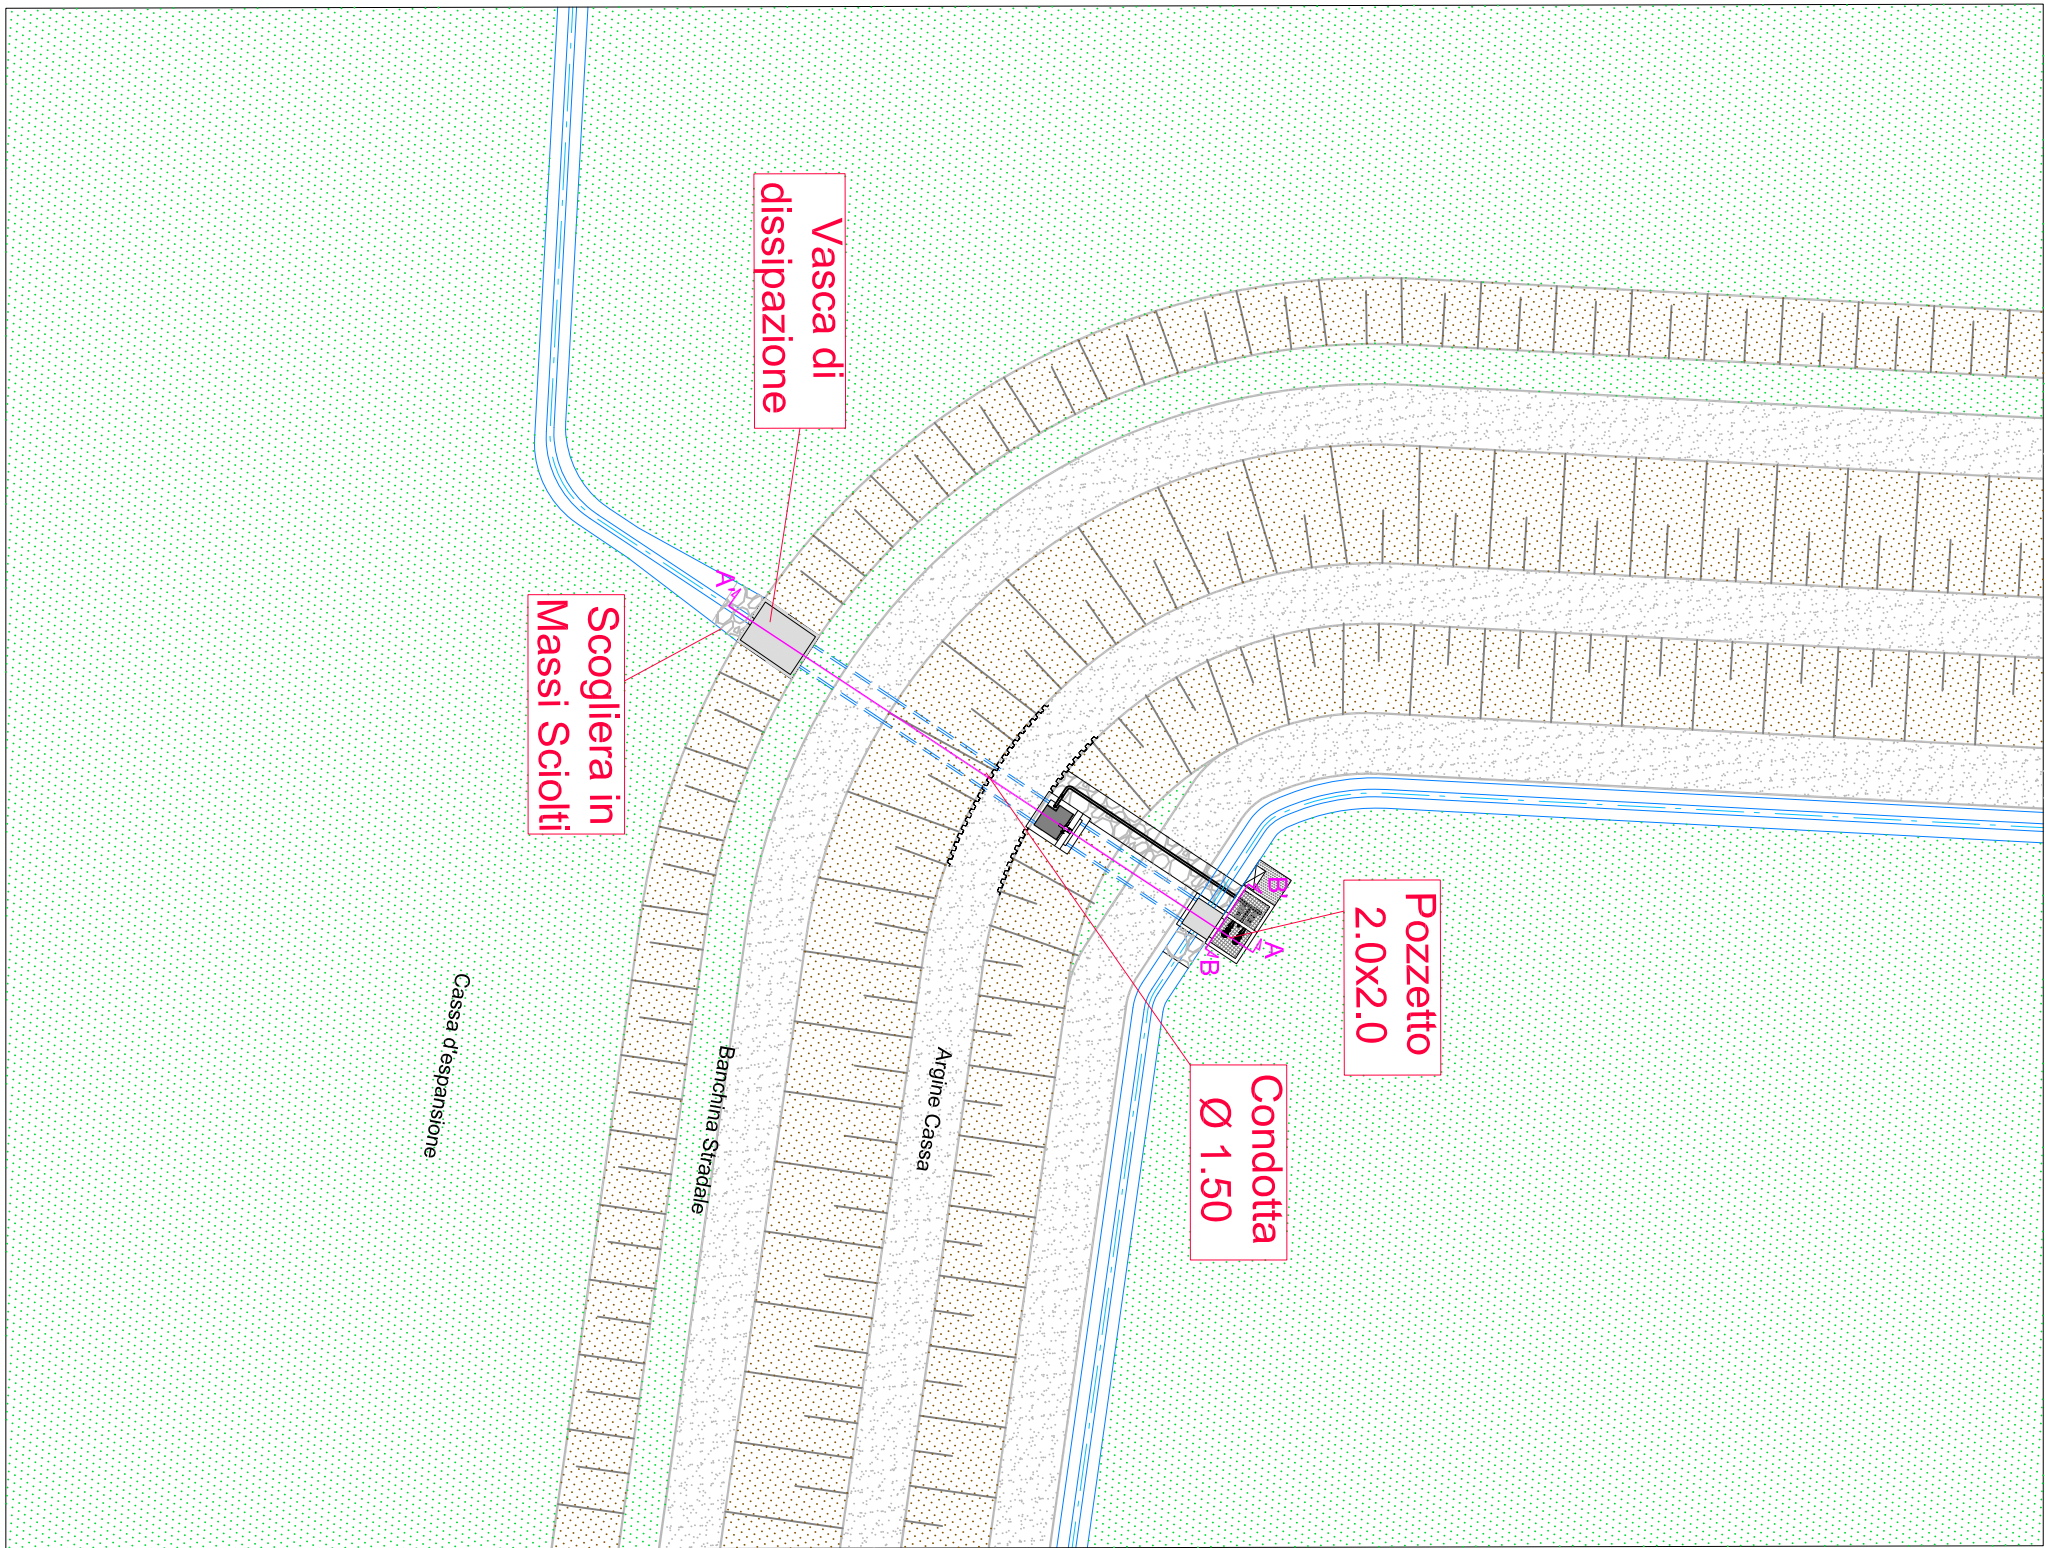 Vasca di
dissipazione
Scogliera in
Massi Sciolti
Pozzetto
2.0x2.0
Condotta
Ø 1.50
Argine Cassa
Banchina Stradale
Cassa d'espansione
A'
A
B'
B